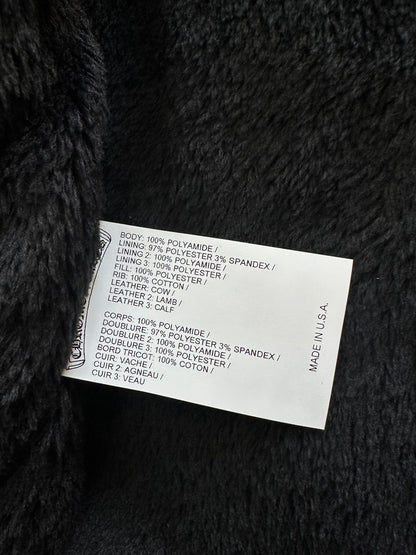 BODY: 100% POLYAMIDE /
LINING: 97% POLYESTER 3% SPANDEX /
LINING 2: 100% POLYAMIDE /
LINING 3: 100% POLYESTER /
FILL: 100% POLYESTER /
RIB: 100% COTTON /
LEATHER: COW /
LEATHER 2: LAMB /
LEATHER 3: CALF
CORPS: 100% POLYAMIDE /
DOUBLURE: 97% POLYESTER 3% SPANDEX /
DOUBLURE 2: 100% POLYAMIDE /
DOUBLURE 3: 100% POLYESTER /
BORD TRICOT: 100% COTON /
CUIR: VACHE /
CUIR 2: AGNEAU /
CUIR 3: VEAU
MADE IN U.S.A.